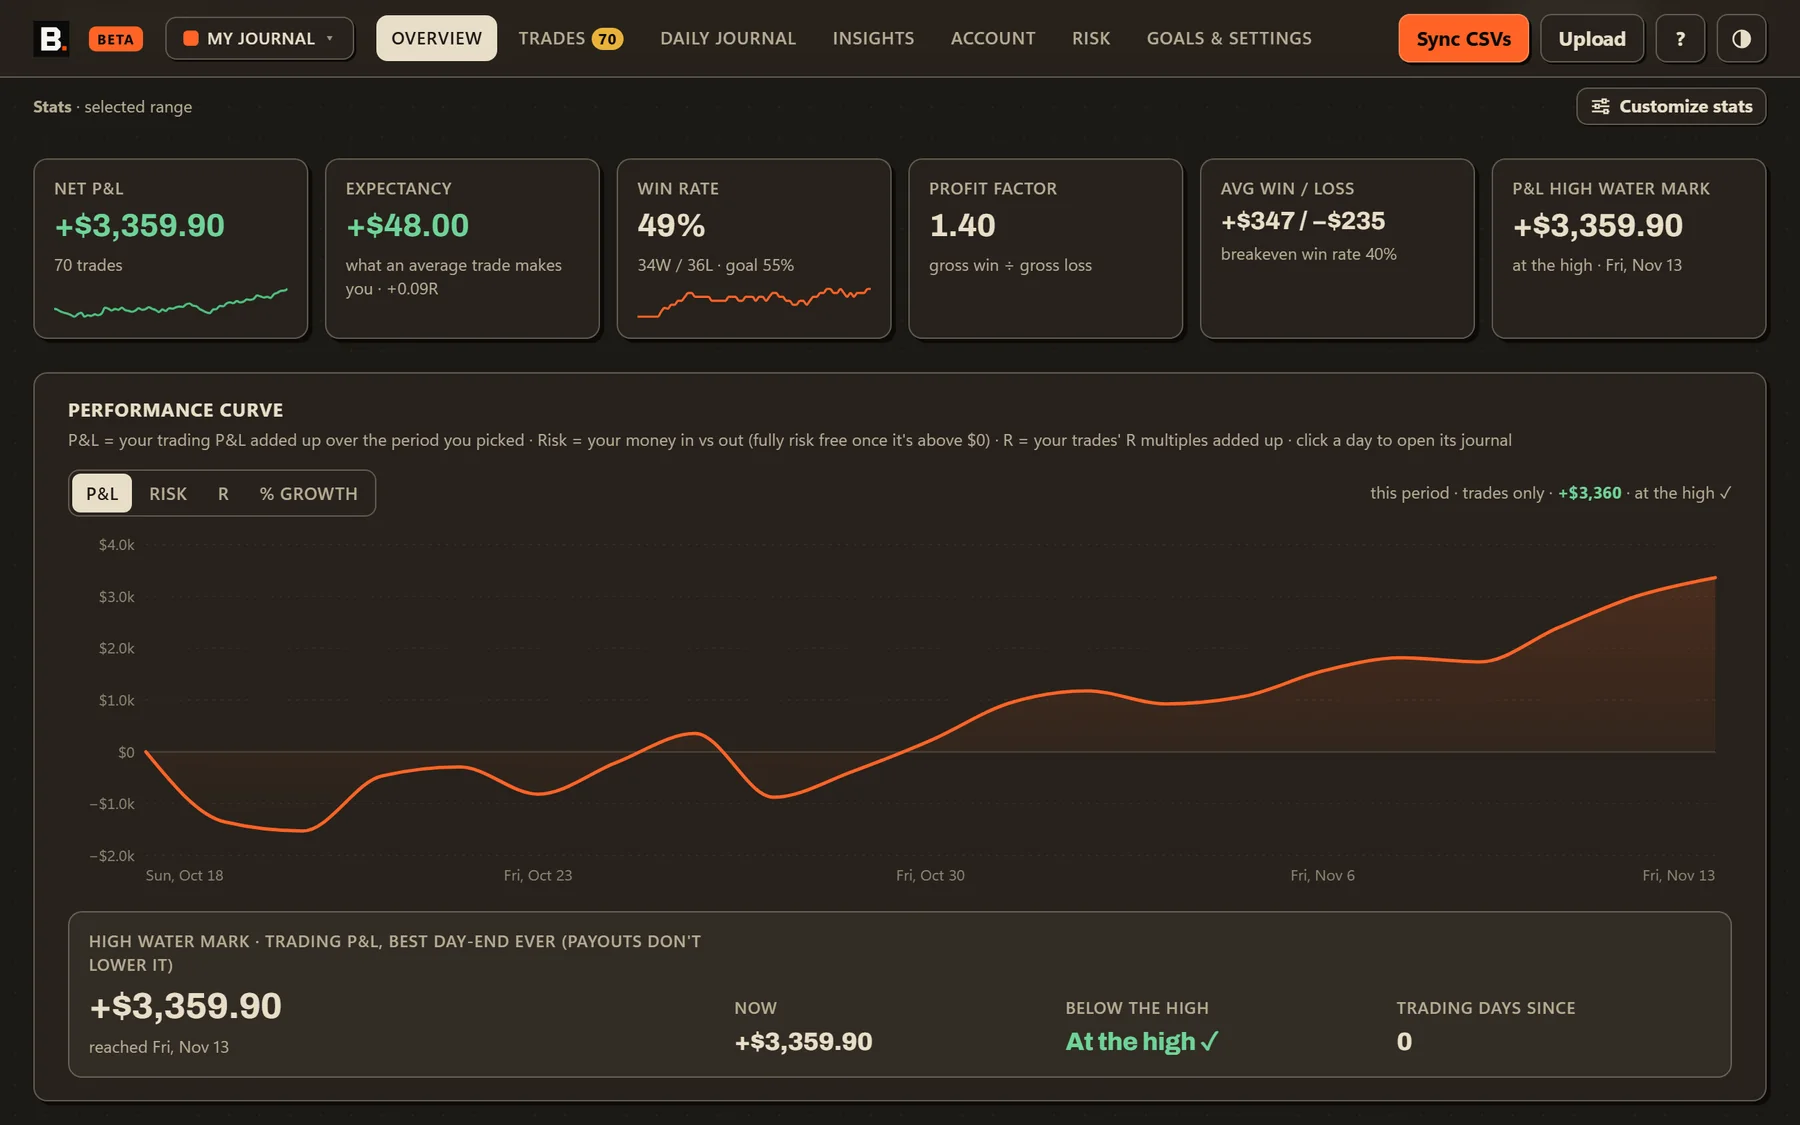 B. BETA MY JOURNAL ▾ OVERVIEW TRADES 70 DAILY JOURNAL INSIGHTS ACCOUNT RISK GOALS & SETTINGS Sync CSVs Upload ?
Stats · selected range Customize stats
NET P&L
+$3,359.90
70 trades
EXPECTANCY
+$48.00
what an average trade makes
you · +0.09R
WIN RATE
49%
34W / 36L · goal 55%
PROFIT FACTOR
1.40
gross win ÷ gross loss
AVG WIN / LOSS
+$347 / −$235
breakeven win rate 40%
P&L HIGH WATER MARK
+$3,359.90
at the high · Fri, Nov 13
PERFORMANCE CURVE
P&L = your trading P&L added up over the period you picked · Risk = your money in vs out (fully risk free once it's above $0) · R = your trades' R multiples added up · click a day to open its journal
P&L RISK R % GROWTH
this period · trades only · +$3,360 · at the high ✓
$4.0k
$3.0k
$2.0k
$1.0k
$0
−$1.0k
−$2.0k
Sun, Oct 18 Fri, Oct 23 Fri, Oct 30 Fri, Nov 6 Fri, Nov 13
HIGH WATER MARK · TRADING P&L, BEST DAY-END EVER (PAYOUTS DON'T
LOWER IT)
+$3,359.90
reached Fri, Nov 13
NOW
+$3,359.90
BELOW THE HIGH
At the high ✓
TRADING DAYS SINCE
0